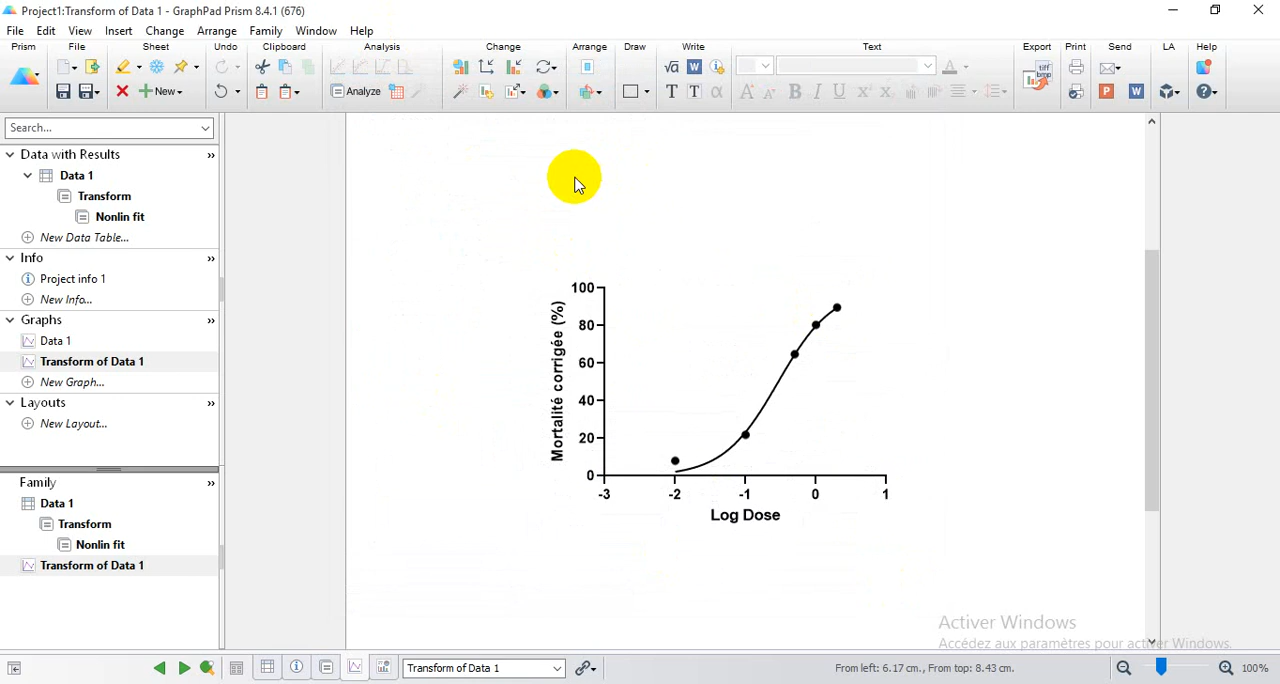 Project1:Transform of Data 1 - GraphPad Prism 8.4.1 (676)
File Edit View Insert Change Arrange Family Window Help
Prism File Sheet Undo Clipboard Analysis Change Arrange Draw Write Text Export Print Send LA Help
New Analyze
Search...
Data with Results
Data 1
Transform
Nonlin fit
New Data Table...
Info
Project info 1
New Info...
Graphs
Data 1
Transform of Data 1
New Graph...
Layouts
New Layout...
Family
Data 1
Transform
Nonlin fit
Transform of Data 1
Mortalité corrigée (%)
100
80
60
40
20
0
-3 -2 -1 0 1
Log Dose
Activer Windows
Accédez aux paramètres pour activer Windows.
Transform of Data 1
From left: 6.17 cm., From top: 8.43 cm.
100%